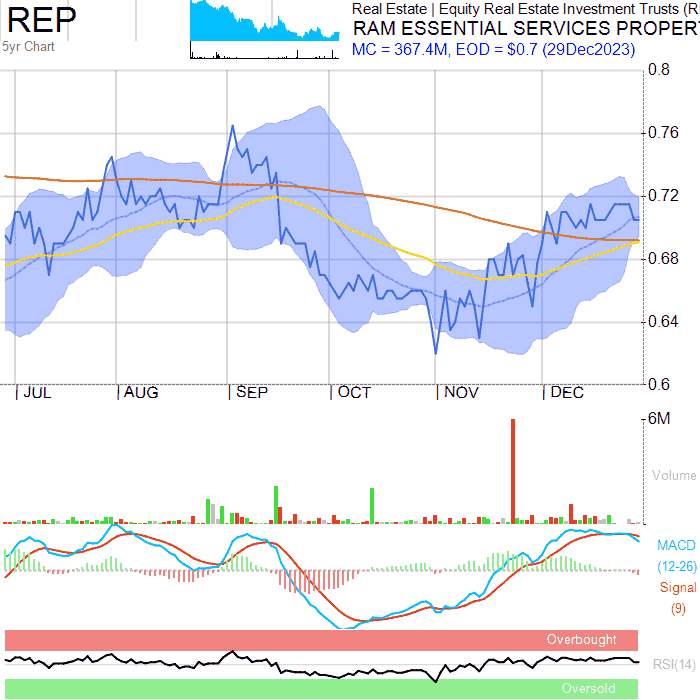 REP
5yr Chart
Real Estate | Equity Real Estate Investment Trusts (R
RAM ESSENTIAL SERVICES PROPER
MC = 367.4M, EOD = $0.7 (29Dec2023)
0.8
0.76
0.72
0.68
0.64
0.6
| JUL | AUG | SEP | OCT | NOV | DEC
6M
Volume
MACD
(12-26)
Signal
(9)
Overbought
RSI(14)
Oversold